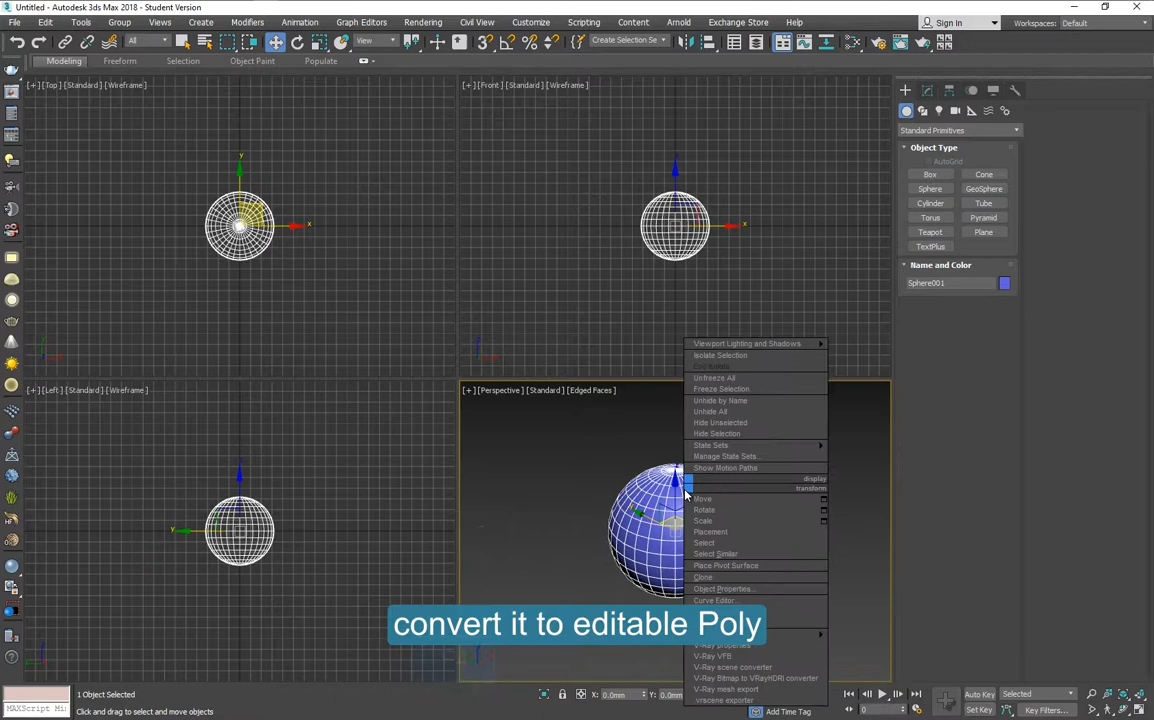 Untitled - Autodesk 3ds Max 2018 - Student Version
File Edit Tools Group Views Create Modifiers Animation Graph Editors Rendering Civil View Customize Scripting Content Arnold Exchange Store Help Sign In Workspaces: Default
All View Create Selection Se
Modeling Freeform Selection Object Paint Populate
[+] [Top] [Standard] [Wireframe]
[+] [Front] [Standard] [Wireframe]
[+] [Left] [Standard] [Wireframe]
[+] [Perspective] [Standard] [Edged Faces]
Standard Primitives
Object Type
AutoGrid
Box Cone
Sphere GeoSphere
Cylinder Tube
Torus Pyramid
Teapot Plane
TextPlus
Name and Color
Sphere001
Viewport Lighting and Shadows
Isolate Selection
Unfreeze All
Freeze Selection
Unhide by Name
Unhide All
Hide Unselected
Hide Selection
State Sets
Manage State Sets...
Show Motion Paths
display
transform
Move
Rotate
Scale
Placement
Select
Select Similar
Place Pivot Surface
Clone
Object Properties...
Curve Editor...
convert it to editable Poly
V-Ray properties
V-Ray VFB
V-Ray scene converter
V-Ray Bitmap to VRayHDRI converter
V-Ray mesh export
.vrscene exporter
1 Object Selected
X: 0.0mm Y: 0.0mm
Auto Key Selected
MAXScript Mi
Click and drag to select and move objects
Add Time Tag
0
Set Key Key Filters...